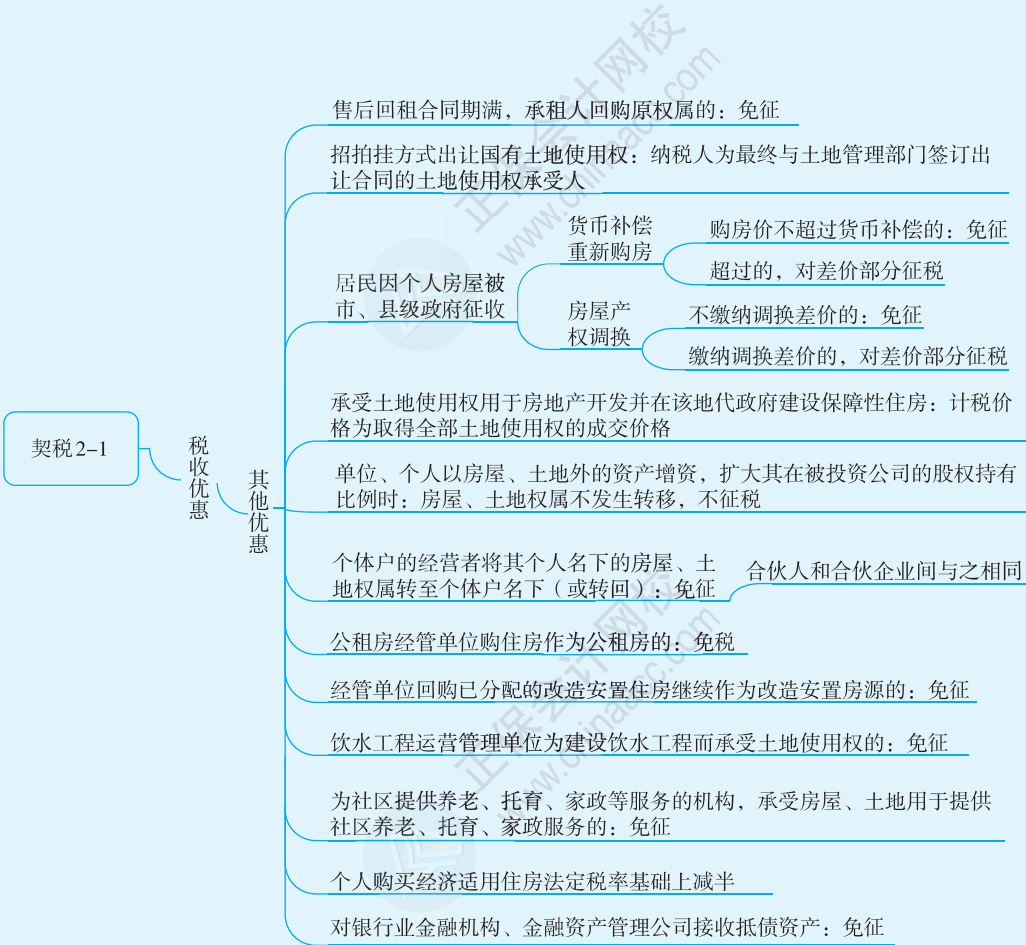 售后回租合同期满，承租人回购原权属的：免征
招拍挂方式出让国有土地使用权：纳税人为最终与土地管理部门签订出
让合同的土地使用权承受人
居民因个人房屋被
市、县级政府征收
货币补偿
重新购房
购房价不超过货币补偿的：免征
超过的，对差价部分征税
房屋产
权调换
不缴纳调换差价的：免征
缴纳调换差价的，对差价部分征税
契税2-1
税收优惠
其他优惠
承受土地使用权用于房地产开发并在该地代政府建设保障性住房：计税价
格为取得全部土地使用权的成交价格
单位、个人以房屋、土地外的资产增资，扩大其在被投资公司的股权持有
比例时：房屋、土地权属不发生转移，不征税
个体户的经营者将其个人名下的房屋、土
地权属转至个体户名下（或转回）：免征
合伙人和合伙企业间与之相同
公租房经管单位购住房作为公租房的：免税
经管单位回购已分配的改造安置住房继续作为改造安置房源的：免征
饮水工程运营管理单位为建设饮水工程而承受土地使用权的：免征
为社区提供养老、托育、家政等服务的机构，承受房屋、土地用于提供
社区养老、托育、家政服务的：免征
个人购买经济适用住房法定税率基础上减半
对银行业金融机构、金融资产管理公司接收抵债资产：免征
正保会计网校
www.chinaacc.com
正保会计网校
www.chinaacc.com